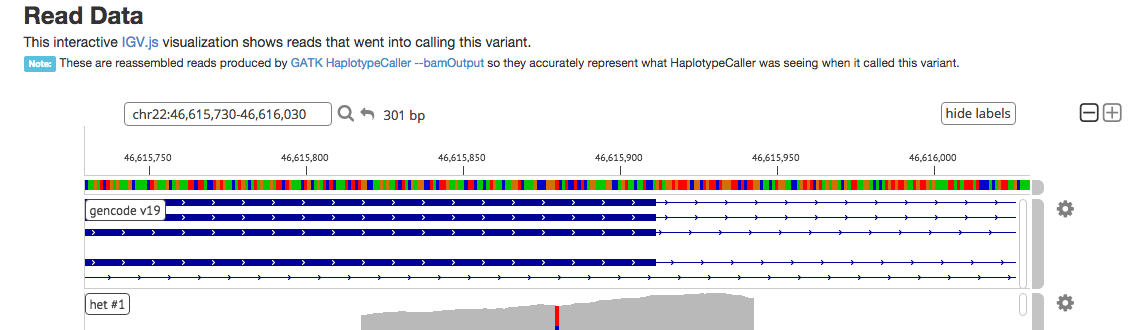 Read Data
This interactive IGV.js visualization shows reads that went into calling this variant.
Note: These are reassembled reads produced by GATK HaplotypeCaller --bamOutput so they accurately represent what HaplotypeCaller was seeing when it called this variant.
chr22:46,615,730-46,616,030 301 bp hide labels
46,615,750 46,615,800 46,615,850 46,615,900 46,615,950 46,616,000
gencode v19
het #1